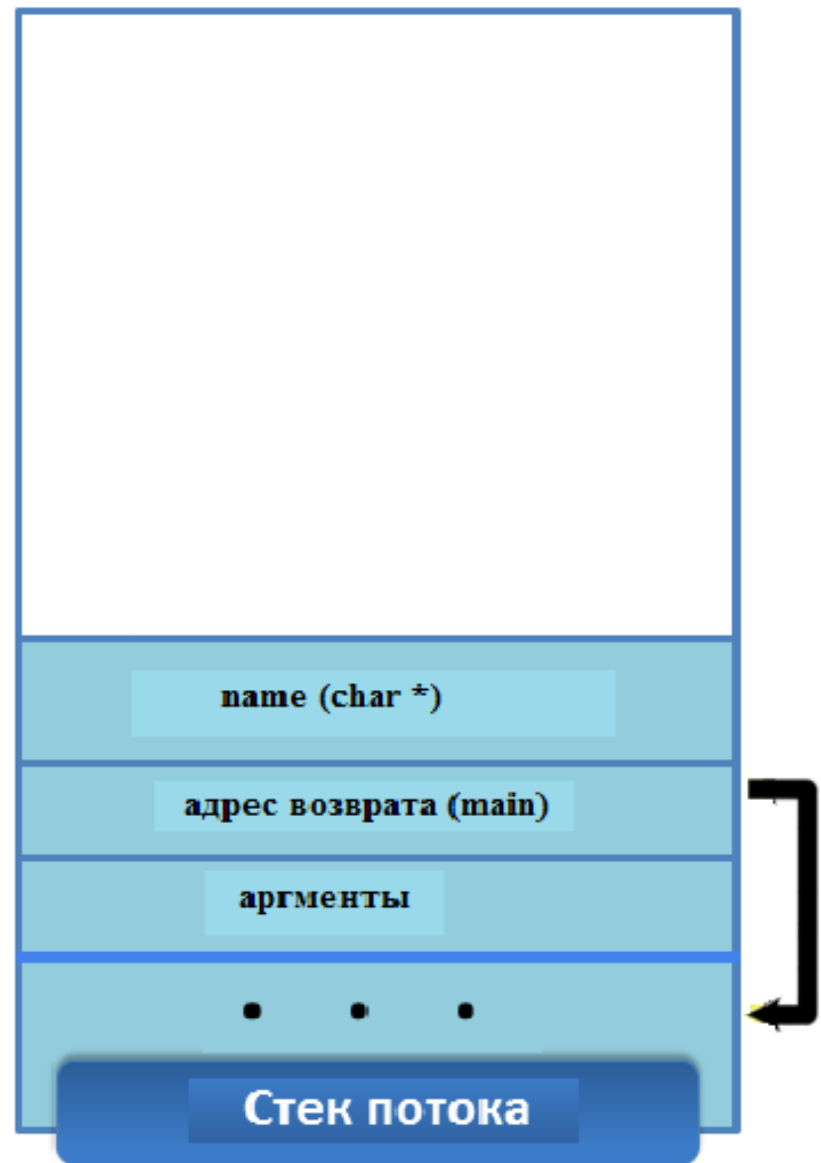 name (char *)
адрес возврата (main)
аргменты
• • •
Стек потока